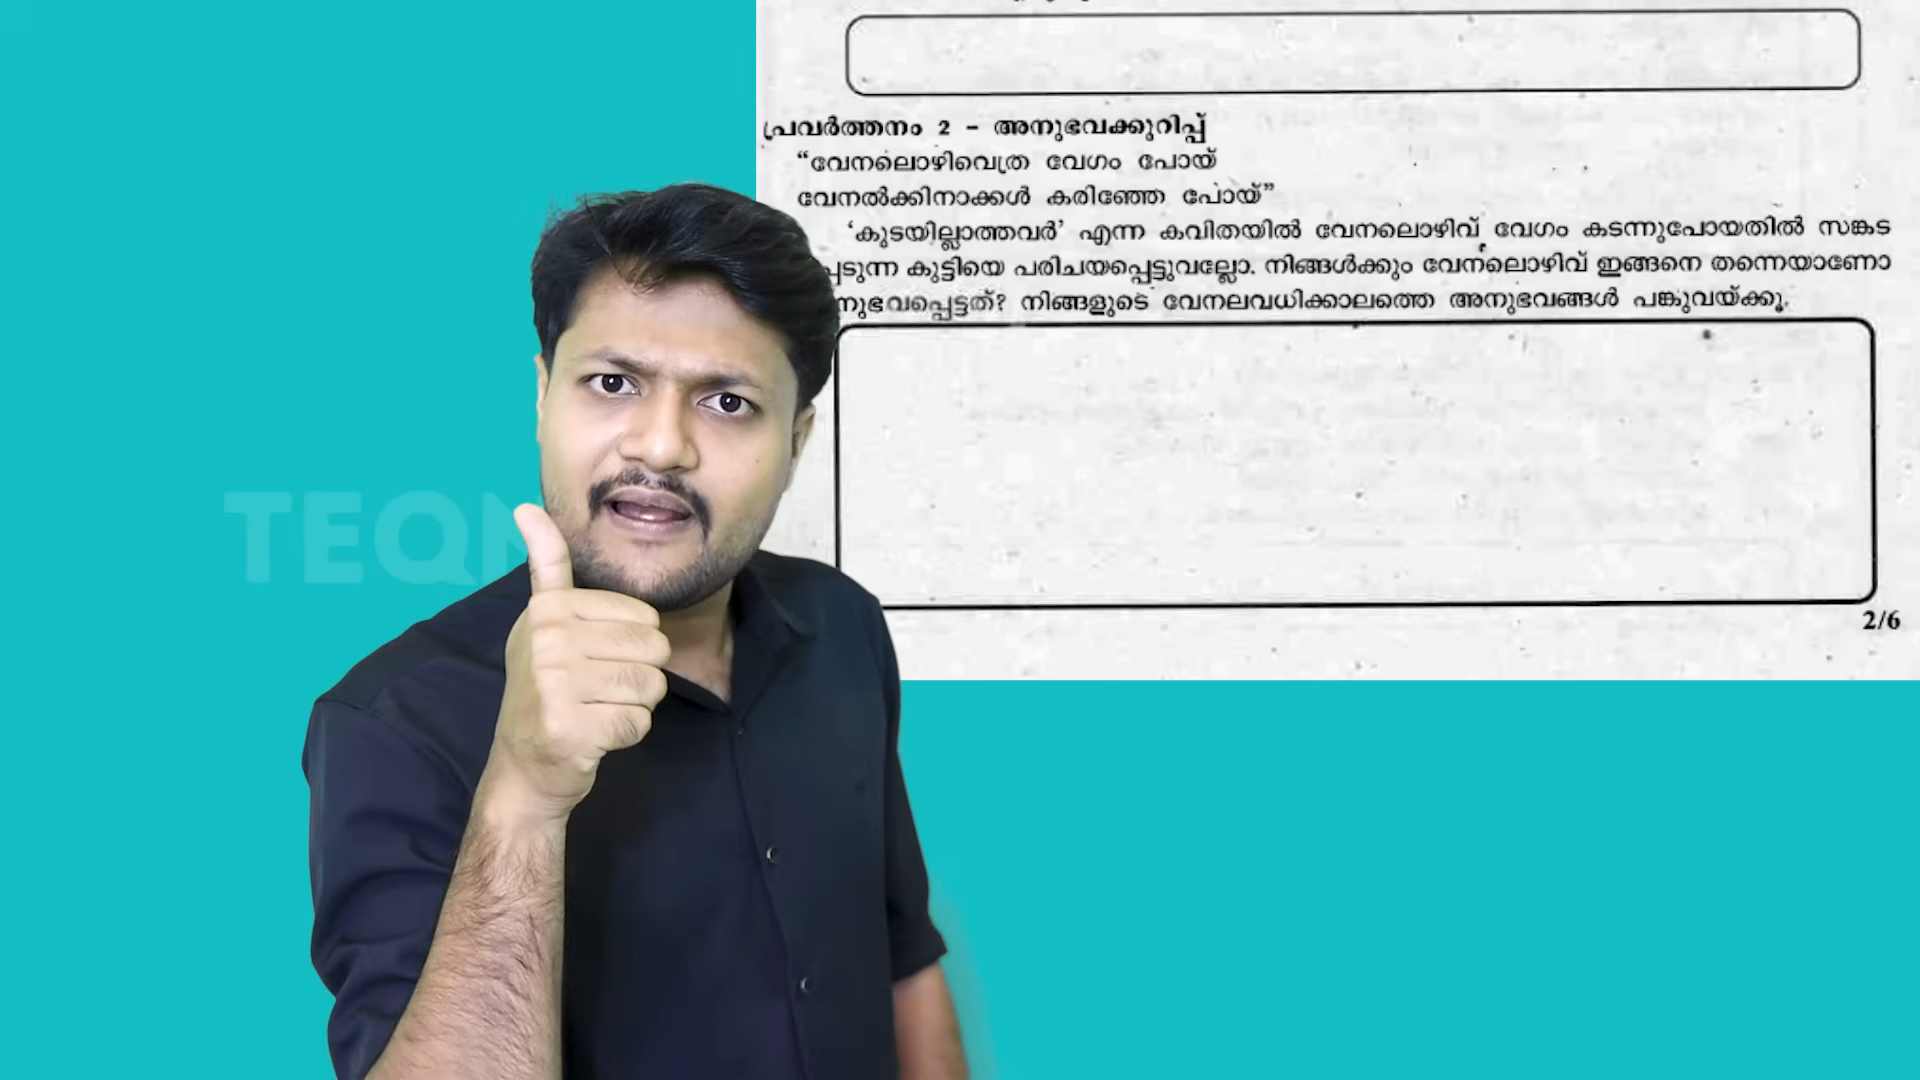 പ്രവർത്തനം 2 - അനുഭവക്കുറിപ്പ്
“വേനലൊഴിവെത്ര വേഗം പോയ്
വേനൽക്കിനാക്കൾ കരിഞ്ഞേ പോയ്”
‘കുടയില്ലാത്തവർ’ എന്ന കവിതയിൽ വേനലൊഴിവ് വേഗം കടന്നുപോയതിൽ സങ്കട
പ്പെടുന്ന കുട്ടിയെ പരിചയപ്പെട്ടുവല്ലോ. നിങ്ങൾക്കും വേനലൊഴിവ് ഇങ്ങനെ തന്നെയാണോ
നുഭവപ്പെട്ടത്? നിങ്ങളുടെ വേനലവധിക്കാലത്തെ അനുഭവങ്ങൾ പങ്കുവയ്ക്കൂ.
TEQ
2/6